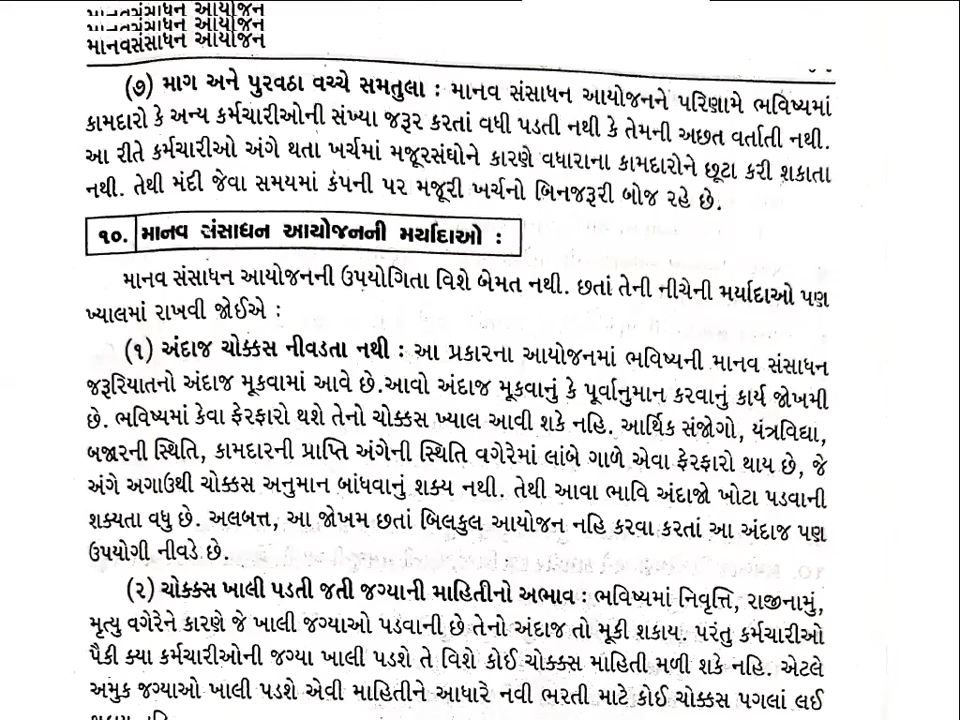 માનવસંસાધન આયોજન
માનવસંસાધન આયોજન
માનવસંસાધન આયોજન
(૭) માગ અને પુરવઠા વચ્ચે સમતુલા : માનવ સંસાધન આયોજનને પરિણામે ભવિષ્યમાં
કામદારો કે અન્ય કર્મચારીઓની સંખ્યા જરૂર કરતાં વધી પડતી નથી કે તેમની અછત વર્તાતી નથી.
આ રીતે કર્મચારીઓ અંગે થતા ખર્ચમાં મજૂરસંઘોને કારણે વધારાના કામદારોને છૂટા કરી શકાતા
નથી. તેથી મંદી જેવા સમયમાં કંપની પર મજૂરી ખર્ચનો બિનજરૂરી બોજ રહે છે.
૧૦. માનવ સંસાધન આયોજનની મર્યાદાઓ :
માનવ સંસાધન આયોજનની ઉપયોગિતા વિશે બેમત નથી. છતાં તેની નીચેની મર્યાદાઓ પણ
ખ્યાલમાં રાખવી જોઈએ :
(૧) અંદાજ ચોક્કસ નીવડતા નથી : આ પ્રકારના આયોજનમાં ભવિષ્યની માનવ સંસાધન
જરૂરિયાતનો અંદાજ મૂકવામાં આવે છે.આવો અંદાજ મૂકવાનું કે પૂર્વાનુમાન કરવાનું કાર્ય જોખમી
છે. ભવિષ્યમાં કેવા ફેરફારો થશે તેનો ચોક્કસ ખ્યાલ આવી શકે નહિ. આર્થિક સંજોગો, યંત્રવિદ્યા,
બજારની સ્થિતિ, કામદારની પ્રાપ્તિ અંગેની સ્થિતિ વગેરેમાં લાંબે ગાળે એવા ફેરફારો થાય છે, જે
અંગે અગાઉથી ચોક્કસ અનુમાન બાંધવાનું શક્ય નથી. તેથી આવા ભાવિ અંદાજો ખોટા પડવાની
શક્યતા વધુ છે. અલબત્ત, આ જોખમ છતાં બિલકુલ આયોજન નહિ કરવા કરતાં આ અંદાજ પણ
ઉપયોગી નીવડે છે.
(૨) ચોક્કસ ખાલી પડતી જતી જગ્યાની માહિતીનો અભાવ : ભવિષ્યમાં નિવૃત્તિ, રાજીનામું,
મૃત્યુ વગેરેને કારણે જે ખાલી જગ્યાઓ પડવાની છે તેનો અંદાજ તો મૂકી શકાય. પરંતુ કર્મચારીઓ
પૈકી ક્યા કર્મચારીઓની જગ્યા ખાલી પડશે તે વિશે કોઈ ચોક્કસ માહિતી મળી શકે નહિ. એટલે
અમુક જગ્યાઓ ખાલી પડશે એવી માહિતીને આધારે નવી ભરતી માટે કોઈ ચોક્કસ પગલાં લઈ